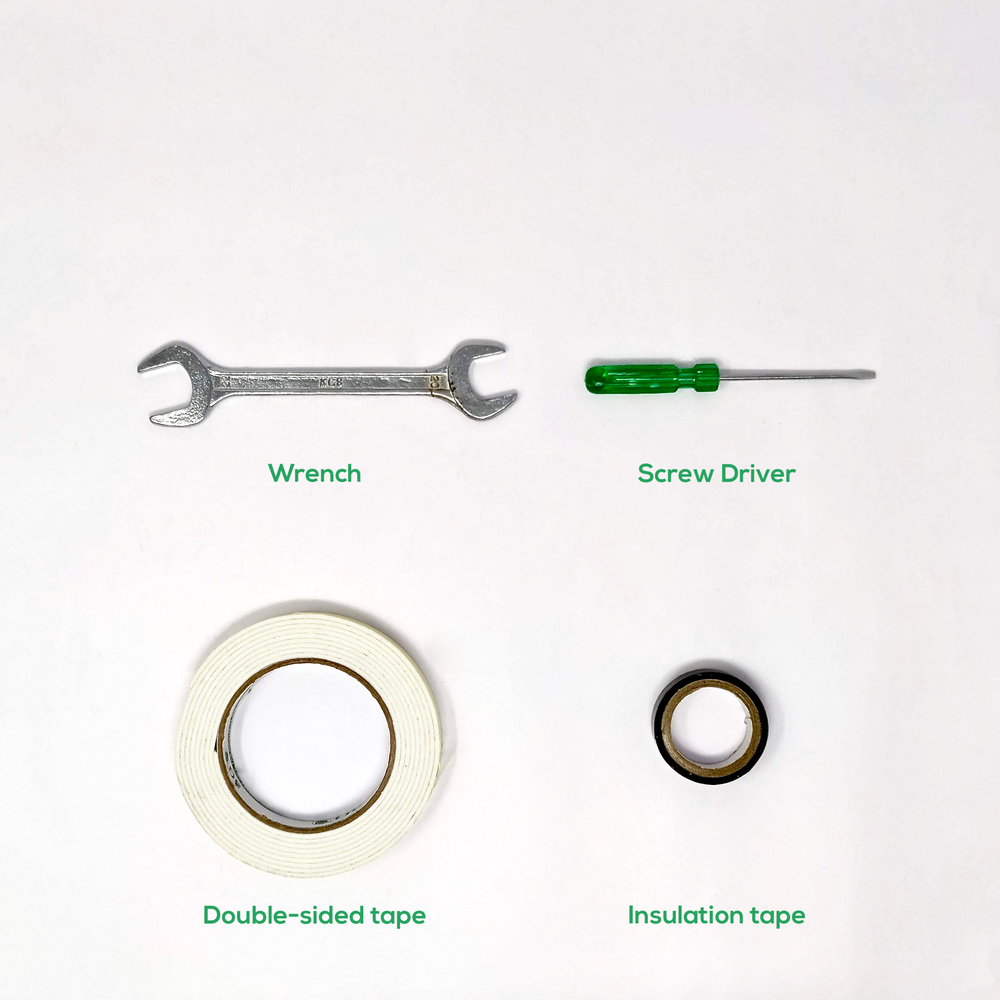 Wrench
Screw Driver
Double-sided tape
Insulation tape